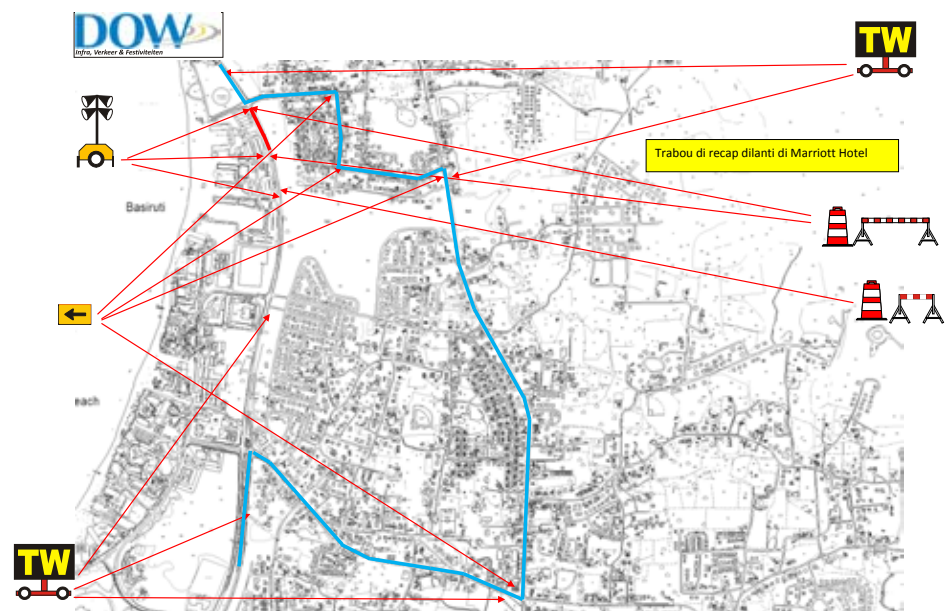 DOW
Infra, Verkeer & Festiviteiten
TW
Trabou di recap dilanti di Marriott Hotel
Basiruti
each
TW